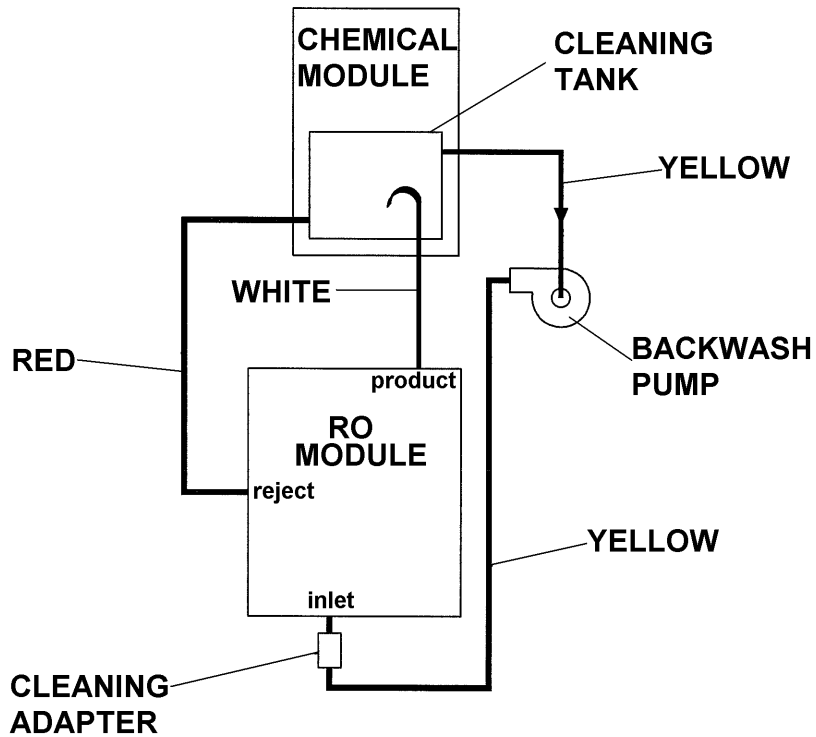 CHEMICAL
MODULE
CLEANING
TANK
YELLOW
WHITE
RED
BACKWASH
PUMP
product
RO
MODULE
reject
YELLOW
inlet
CLEANING
ADAPTER